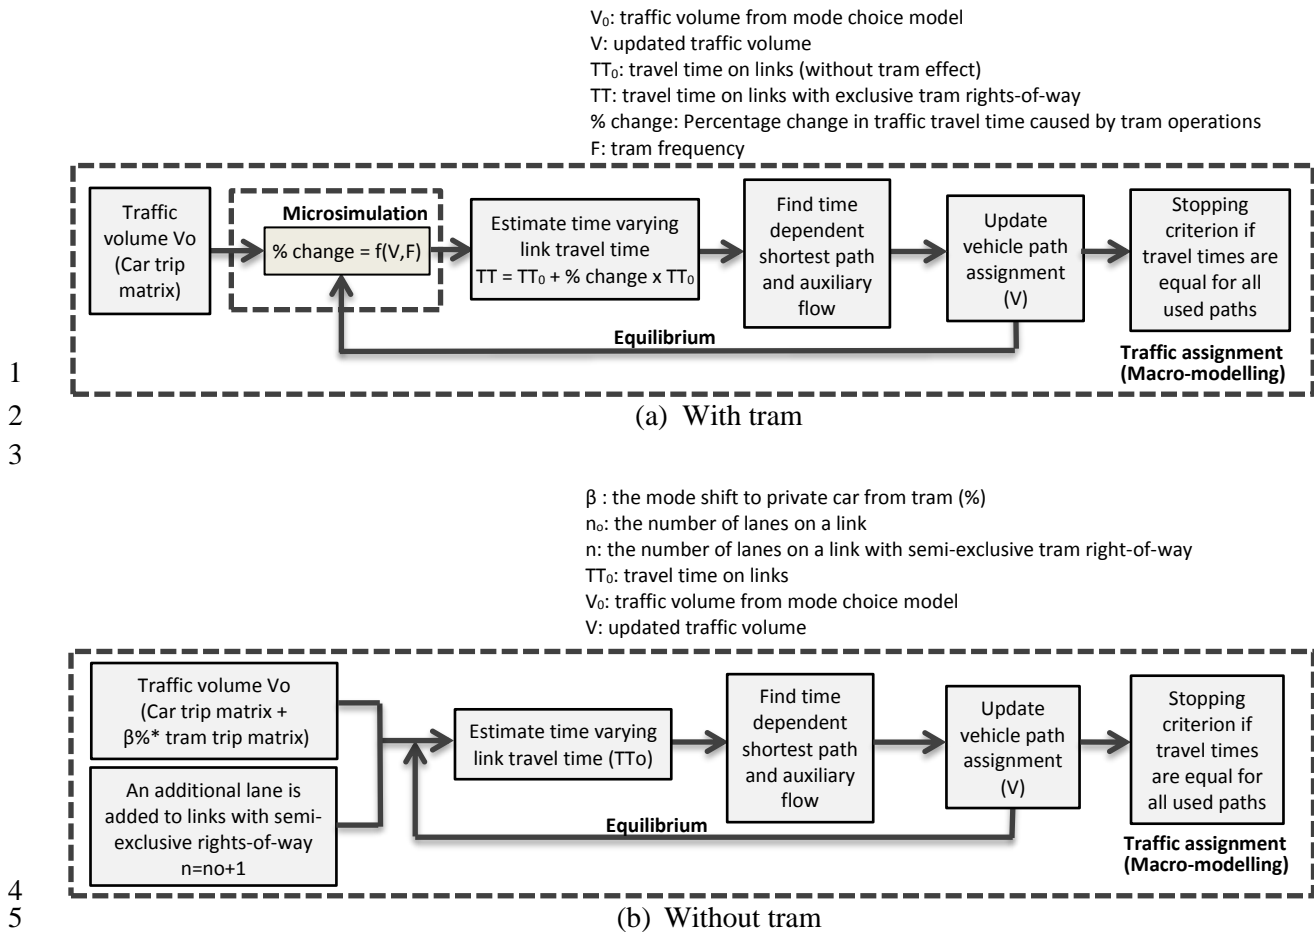 V₀: traffic volume from mode choice model
V: updated traffic volume
TT₀: travel time on links (without tram effect)
TT: travel time on links with exclusive tram rights-of-way
% change: Percentage change in traffic travel time caused by tram operations
F: tram frequency
Traffic
volume Vo
(Car trip
matrix)
Microsimulation
% change = f(V,F)
Estimate time varying
link travel time
TT = TT₀ + % change x TT₀
Find time
dependent
shortest path
and auxiliary
flow
Update
vehicle path
assignment
(V)
Stopping
criterion if
travel times are
equal for all
used paths
Equilibrium
Traffic assignment
(Macro-modelling)
1
2 (a) With tram
3
β : the mode shift to private car from tram (%)
nₒ: the number of lanes on a link
n: the number of lanes on a link with semi-exclusive tram right-of-way
TT₀: travel time on links
V₀: traffic volume from mode choice model
V: updated traffic volume
Traffic volume Vo
(Car trip matrix +
β%* tram trip matrix)
An additional lane is
added to links with semi-
exclusive rights-of-way
n=no+1
Estimate time varying
link travel time (TTo)
Find time
dependent
shortest path
and auxiliary
flow
Update
vehicle path
assignment
(V)
Stopping
criterion if
travel times
are equal for
all used paths
Equilibrium
Traffic assignment
(Macro-modelling)
4
5 (b) Without tram